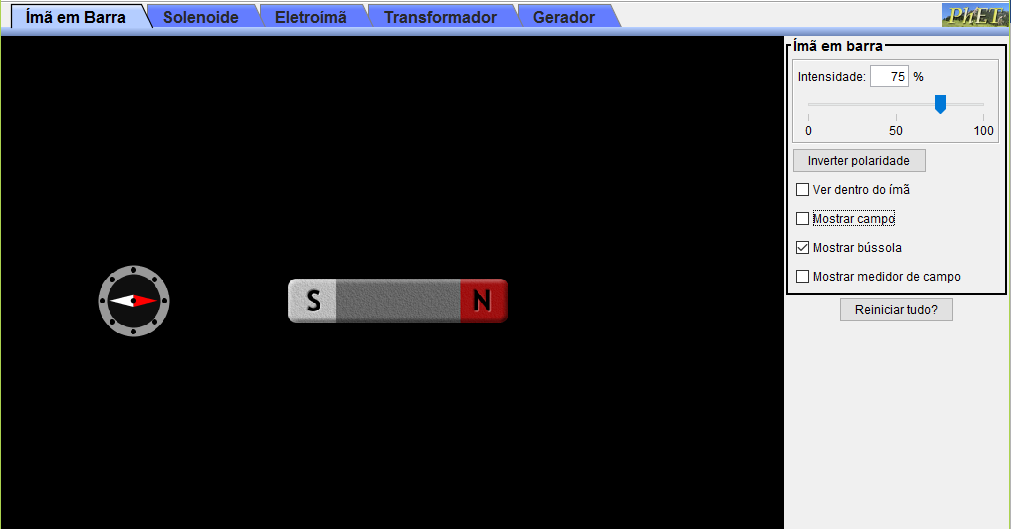 Ímã em Barra
Solenoide
Eletroímã
Transformador
Gerador
PhET
Ímã em barra
Intensidade: 75 %
0 50 100
Inverter polaridade
Ver dentro do ímã
Mostrar campo
Mostrar bússola
Mostrar medidor de campo
Reiniciar tudo?
S N